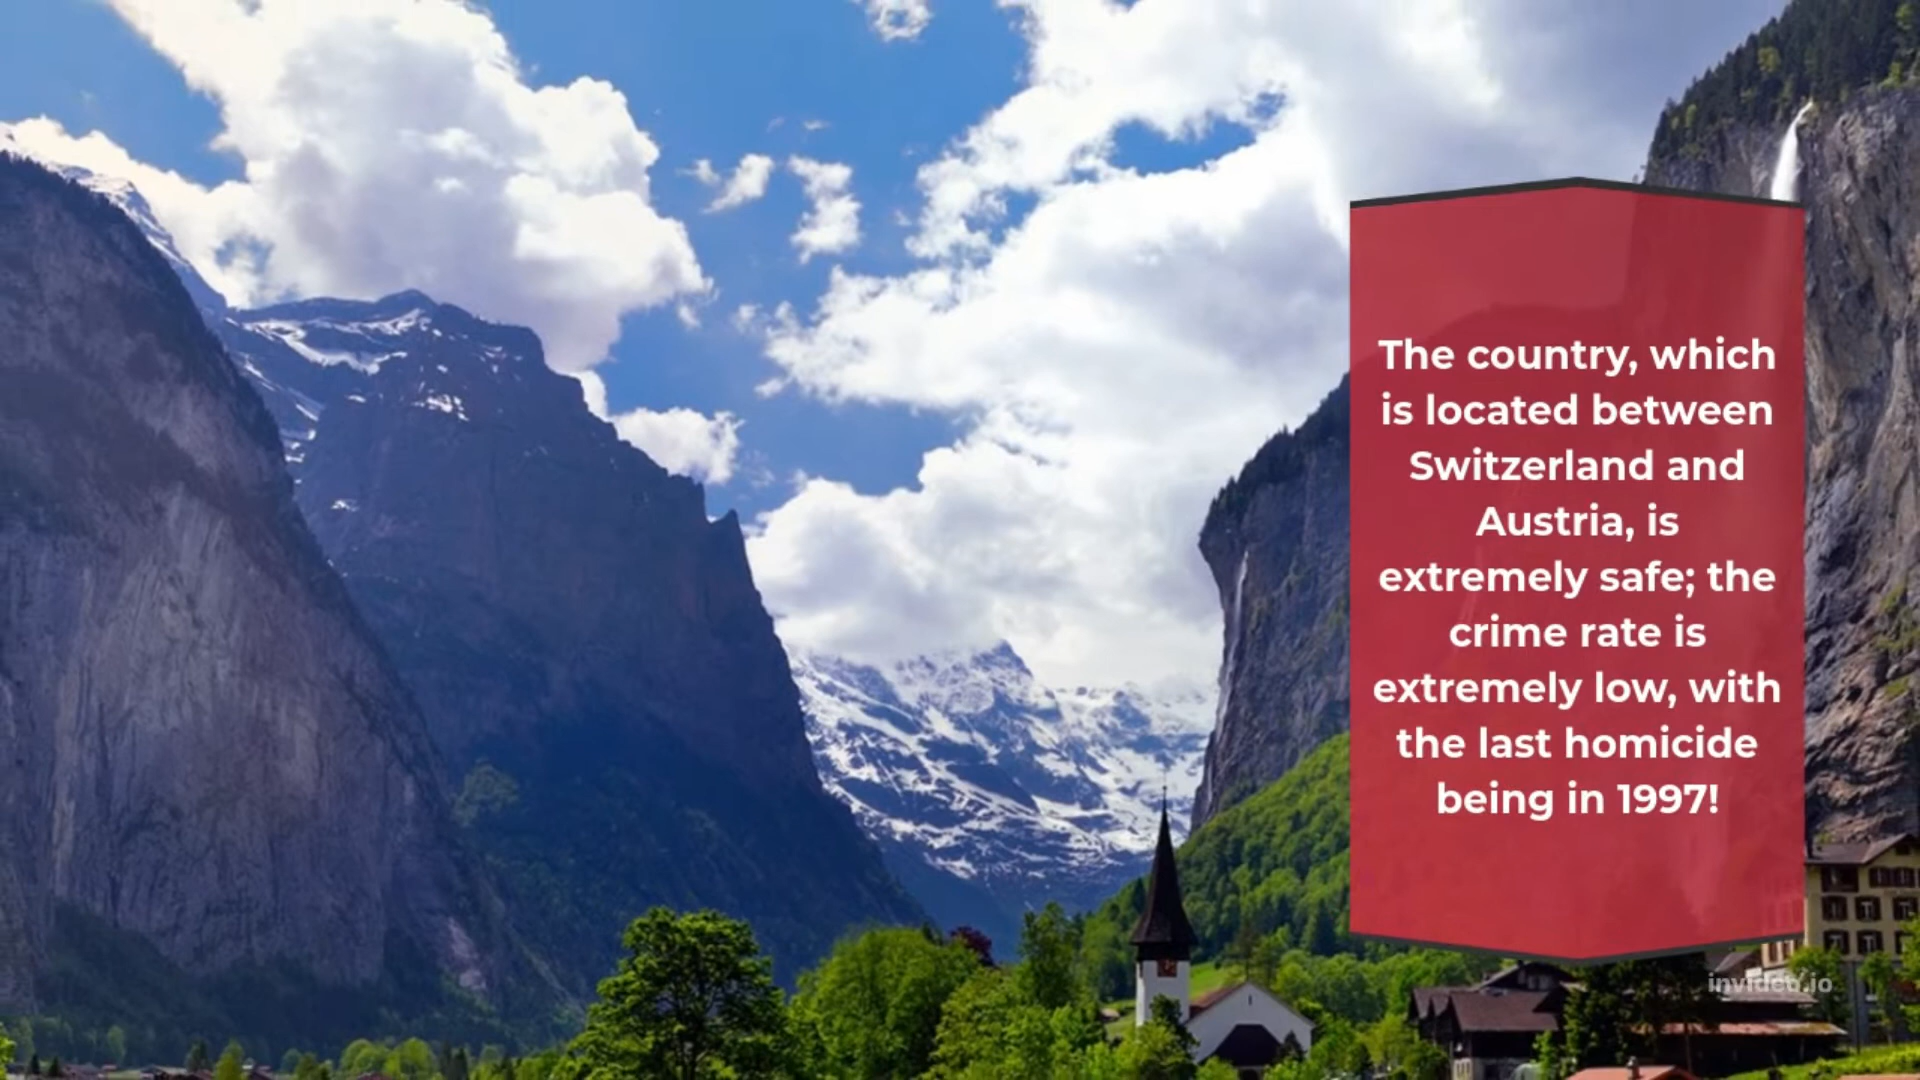 The country, which
is located between
Switzerland and
Austria, is
extremely safe; the
crime rate is
extremely low, with
the last homicide
being in 1997!
invideo.io